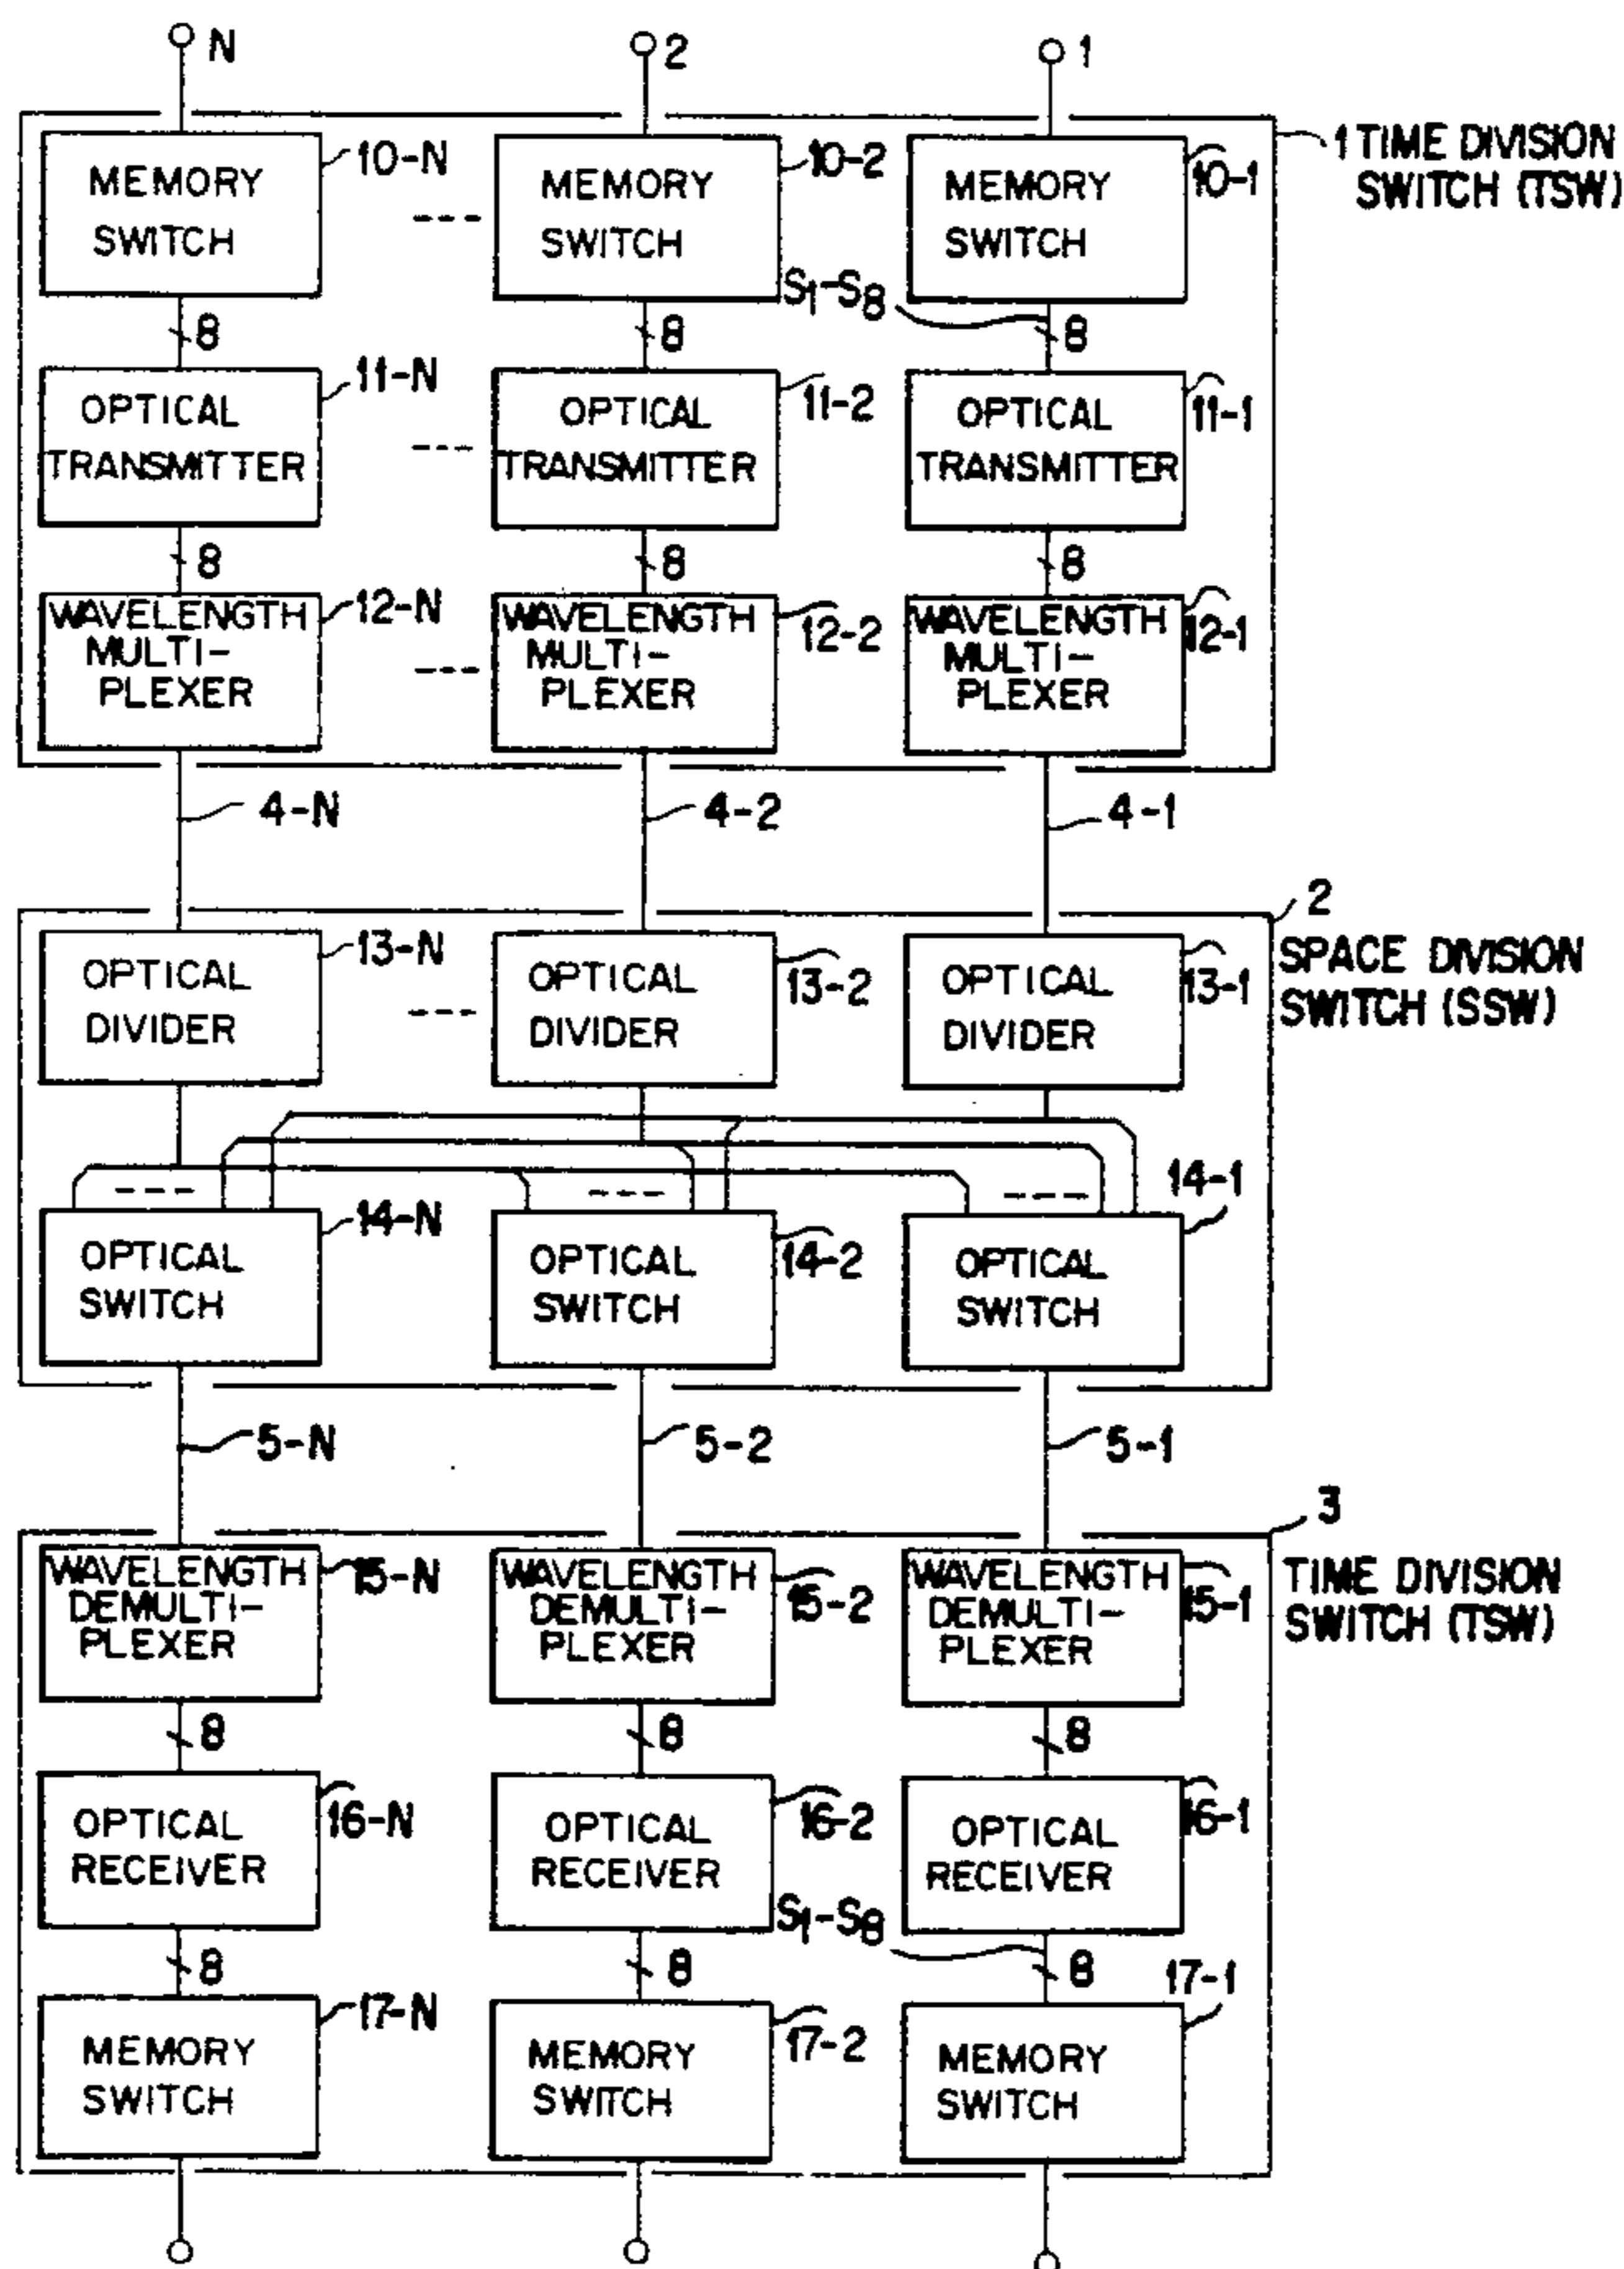 N
2
1
1 TIME DIVISION
SWITCH (TSW)
MEMORY
SWITCH
10-N
---
MEMORY
SWITCH
10-2
MEMORY
SWITCH
10-1
8
8
S1-S8
8
OPTICAL
TRANSMITTER
11-N
---
OPTICAL
TRANSMITTER
11-2
OPTICAL
TRANSMITTER
11-1
8
8
8
WAVELENGTH
MULTI-
PLEXER
12-N
---
WAVELENGTH
MULTI-
PLEXER
12-2
WAVELENGTH
MULTI-
PLEXER
12-1
4-N
4-2
4-1
2
SPACE DIVISION
SWITCH (SSW)
OPTICAL
DIVIDER
13-N
---
OPTICAL
DIVIDER
13-2
OPTICAL
DIVIDER
13-1
----
----
----
OPTICAL
SWITCH
14-N
OPTICAL
SWITCH
14-2
OPTICAL
SWITCH
14-1
5-N
5-2
5-1
3
TIME DIVISION
SWITCH (TSW)
WAVELENGTH
DEMULTI-
PLEXER
15-N
WAVELENGTH
DEMULTI-
PLEXER
15-2
WAVELENGTH
DEMULTI-
PLEXER
15-1
8
8
8
OPTICAL
RECEIVER
16-N
OPTICAL
RECEIVER
16-2
OPTICAL
RECEIVER
16-1
8
8
S1-S8
8
MEMORY
SWITCH
17-N
MEMORY
SWITCH
17-2
MEMORY
SWITCH
17-1